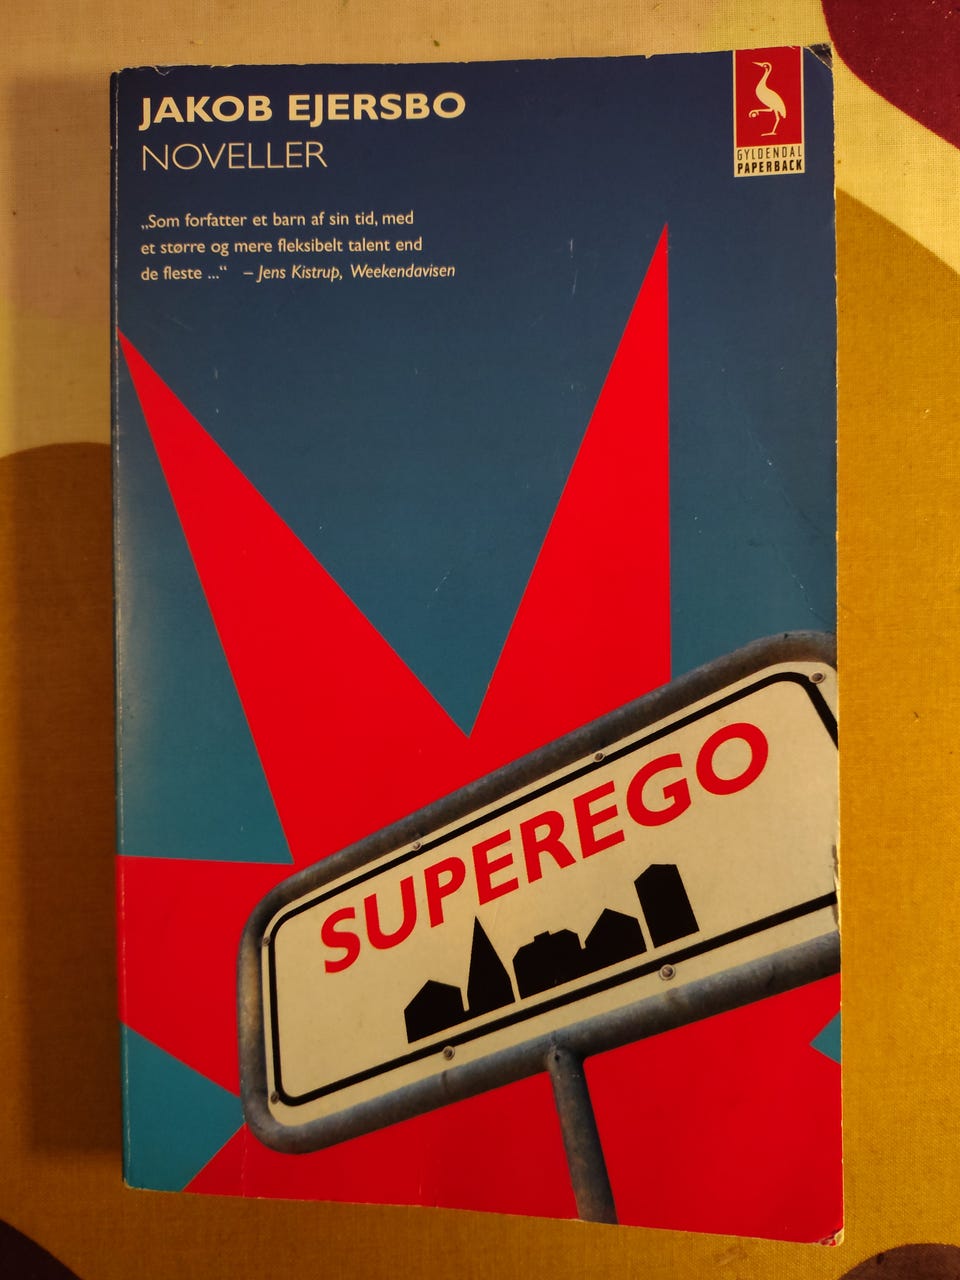 JAKOB EJERSBO
NOVELLER
„Som forfatter et barn af sin tid, med
et større og mere fleksibelt talent end
de fleste ...“ – Jens Kistrup, Weekendavisen
GYLDENDAL
PAPERBACK
SUPEREGO